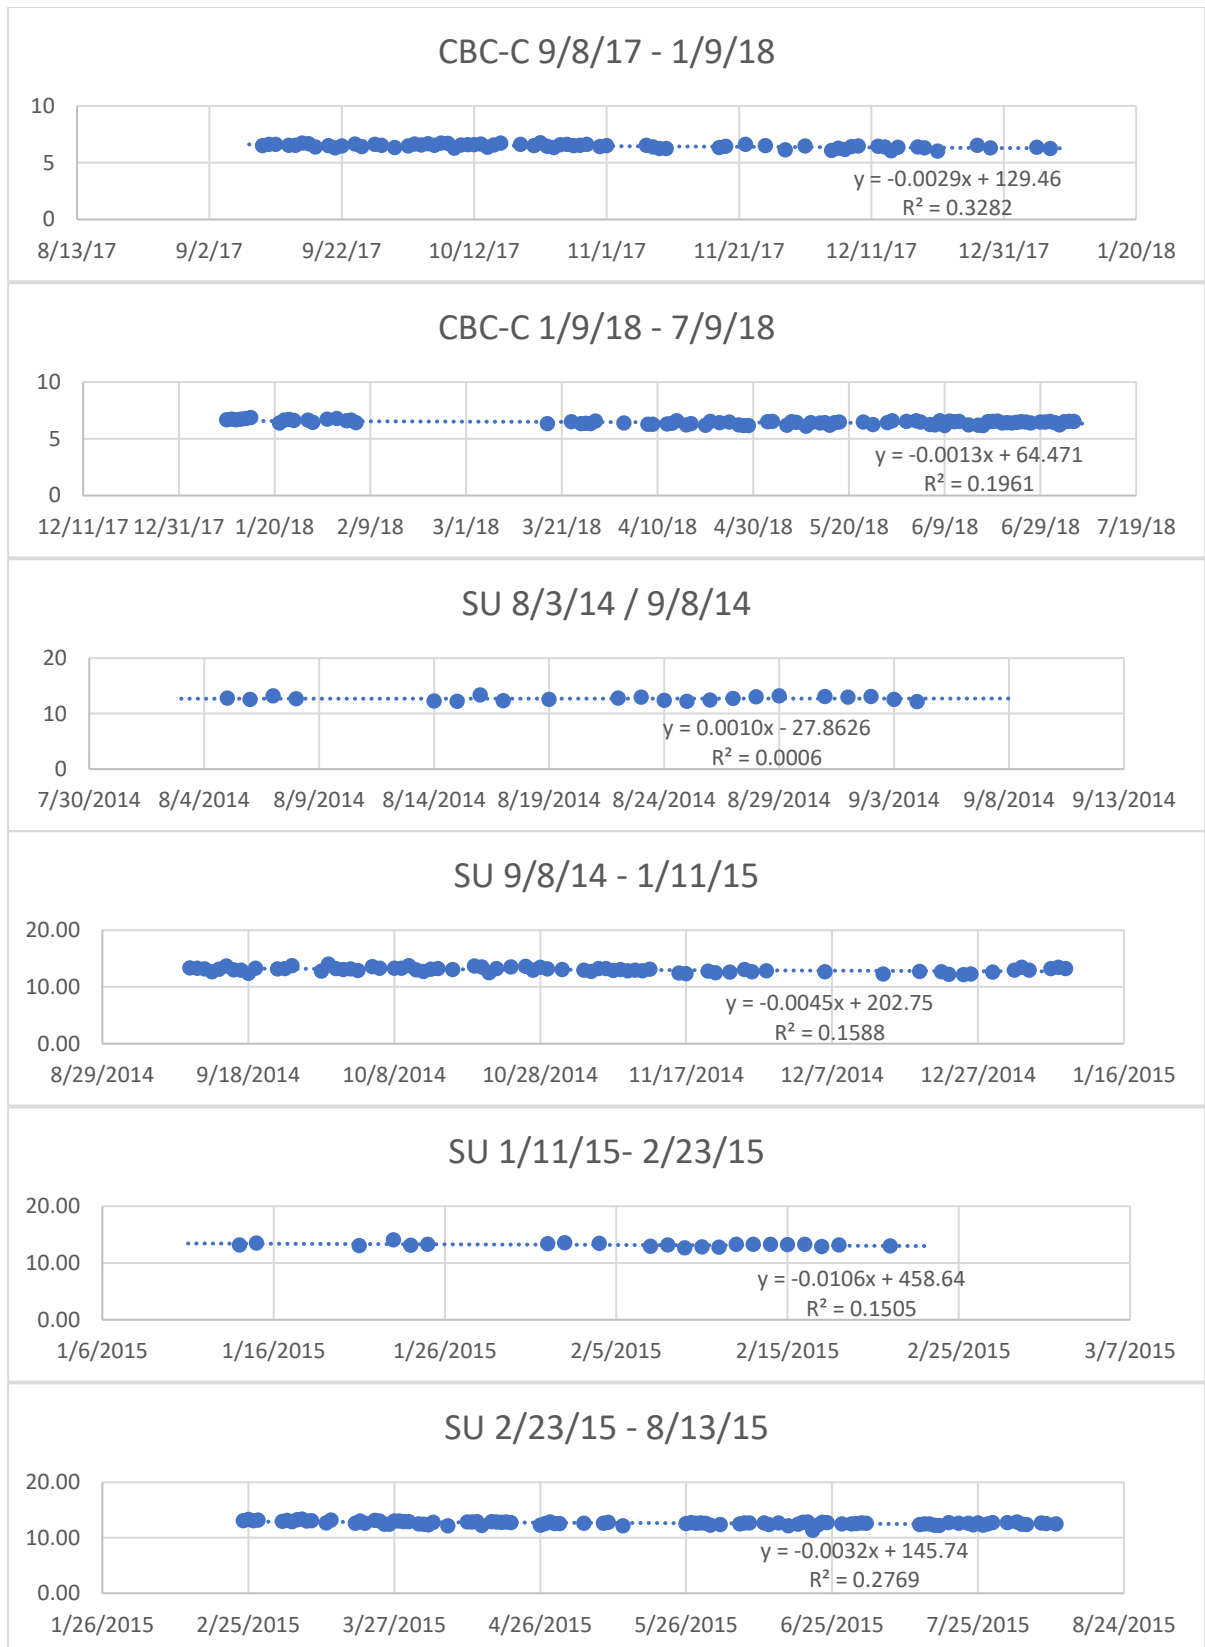 CBC-C 9/8/17 - 1/9/18
10
5
0
y = -0.0029x + 129.46
R² = 0.3282
8/13/17 9/2/17 9/22/17 10/12/17 11/1/17 11/21/17 12/11/17 12/31/17 1/20/18
CBC-C 1/9/18 - 7/9/18
10
5
0
y = -0.0013x + 64.471
R² = 0.1961
12/11/17 12/31/17 1/20/18 2/9/18 3/1/18 3/21/18 4/10/18 4/30/18 5/20/18 6/9/18 6/29/18 7/19/18
SU 8/3/14 / 9/8/14
20
10
0
y = 0.0010x - 27.8626
R² = 0.0006
7/30/2014 8/4/2014 8/9/2014 8/14/2014 8/19/2014 8/24/2014 8/29/2014 9/3/2014 9/8/2014 9/13/2014
SU 9/8/14 - 1/11/15
20.00
10.00
0.00
y = -0.0045x + 202.75
R² = 0.1588
8/29/2014 9/18/2014 10/8/2014 10/28/2014 11/17/2014 12/7/2014 12/27/2014 1/16/2015
SU 1/11/15- 2/23/15
20.00
10.00
0.00
y = -0.0106x + 458.64
R² = 0.1505
1/6/2015 1/16/2015 1/26/2015 2/5/2015 2/15/2015 2/25/2015 3/7/2015
SU 2/23/15 - 8/13/15
20.00
10.00
0.00
y = -0.0032x + 145.74
R² = 0.2769
1/26/2015 2/25/2015 3/27/2015 4/26/2015 5/26/2015 6/25/2015 7/25/2015 8/24/2015